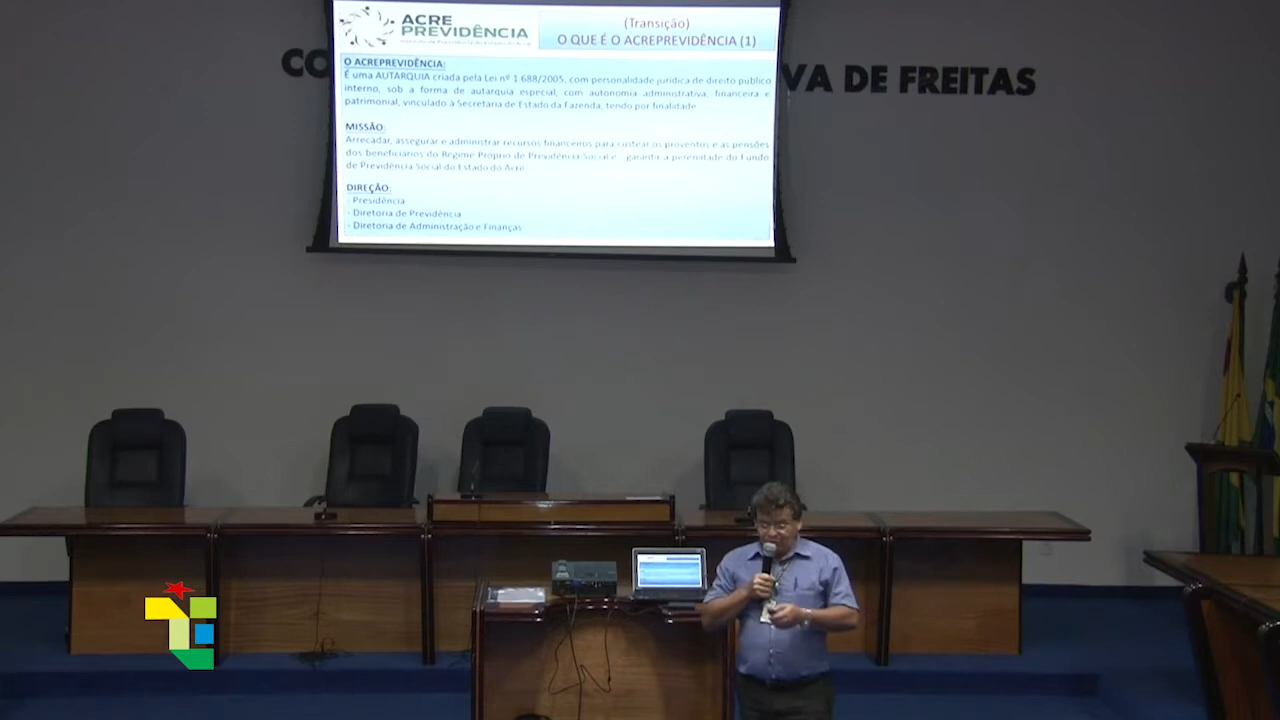 ACRE
PREVIDÊNCIA
(Transição)
O QUE É O ACREPREVIDÊNCIA (1)
CO
VA DE FREITAS
O ACREPREVIDÊNCIA:
É uma AUTARQUIA criada pela Lei nº 1.688/2005, com personalidade jurídica de direito público
interno, sob a forma de autarquia especial, com autonomia administrativa, financeira e
patrimonial, vinculado à Secretaria de Estado da Fazenda, tendo por finalidade
MISSÃO:
Arrecadar, assegurar e administrar recursos financeiros para custear os proventos e as pensões
dos beneficiários do Regime Próprio de Previdência Social e garantir a perenidade do Fundo
de Previdência Social do Estado do Acre
DIREÇÃO:
- Presidência
- Diretoria de Previdência
- Diretoria de Administração e Finanças